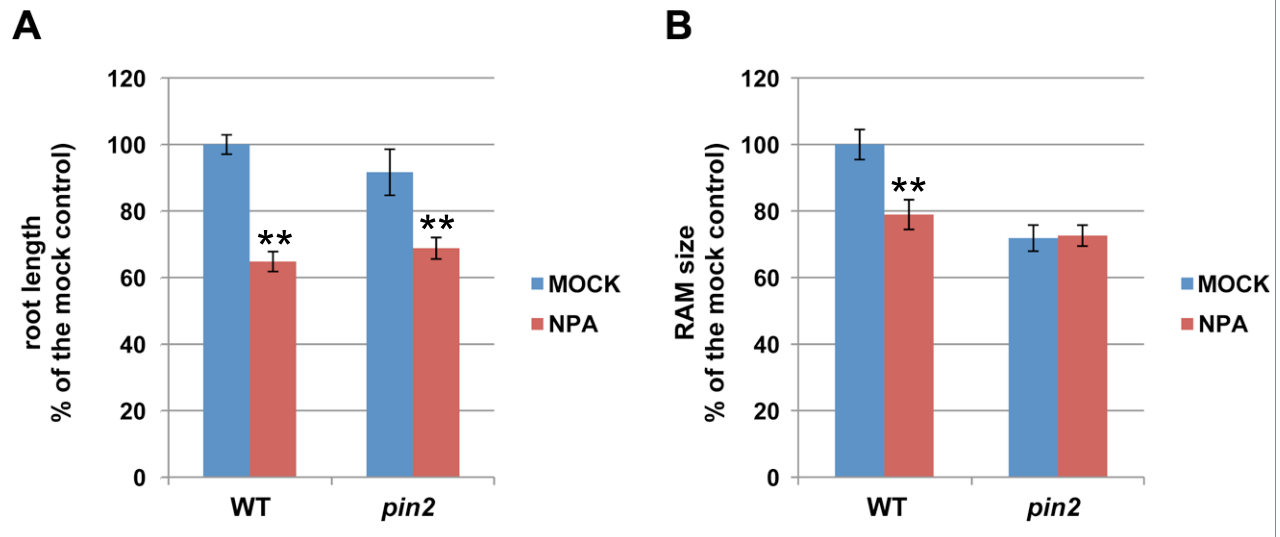 A
120
100
80
60
40
20
0
root length
% of the mock control)
**
**
WT
pin2
MOCK
NPA
B
120
100
80
60
40
20
0
RAM size
% of the mock control)
**
WT
pin2
MOCK
NPA